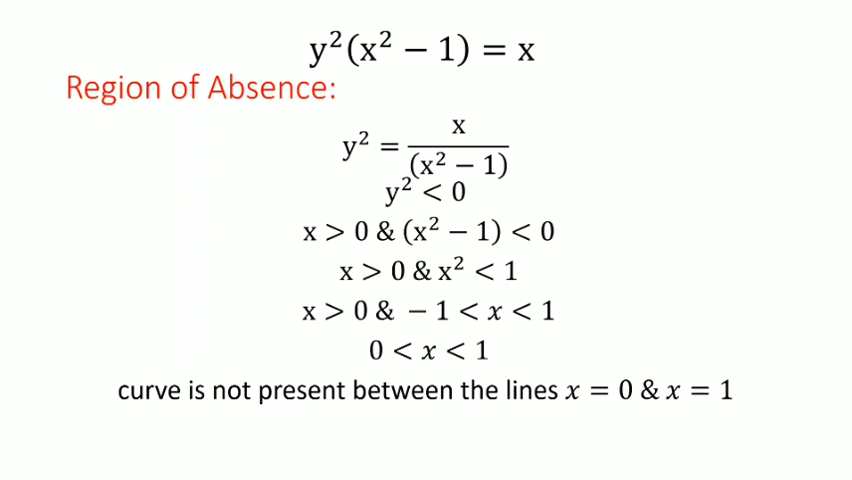 y²(x² − 1) = x
Region of Absence:
y² = x / (x² − 1)
y² < 0
x > 0 & (x² − 1) < 0
x > 0 & x² < 1
x > 0 & − 1 < x < 1
0 < x < 1
curve is not present between the lines x = 0 & x = 1